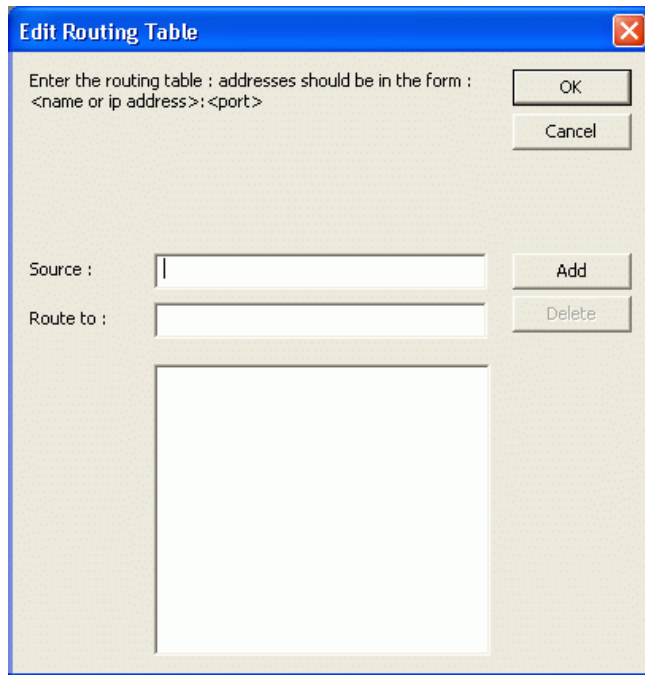 Edit Routing Table
Enter the routing table : addresses should be in the form :
<name or ip address>:<port>
OK
Cancel
Source :
Add
Route to :
Delete